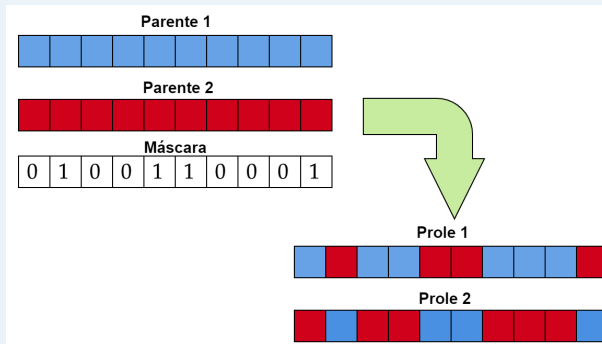 Parente 1
Parente 2
Máscara
0 1 0 0 1 1 0 0 0 1
Prole 1
Prole 2